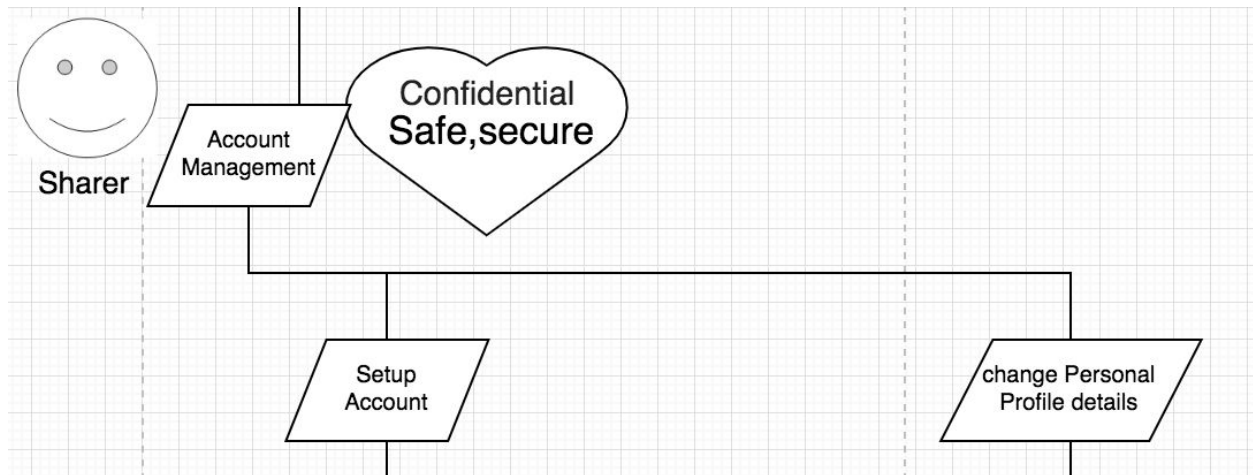 Sharer
Account
Management
Confidential
Safe,secure
Setup
Account
change Personal
Profile details